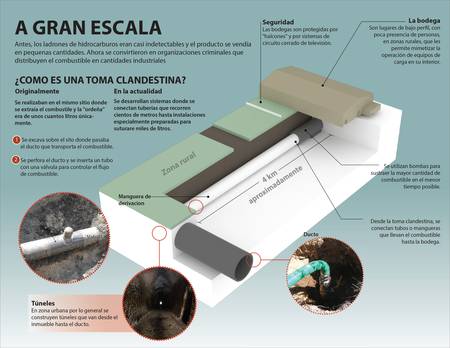 A GRAN ESCALA
Antes, los ladrones de hidrocarburos eran casi indetectables y el producto se vendía
en pequenas cantidades. Ahora se convirtieron en organizaciones criminales que
distribuyen el combustible en cantidades industriales
¿COMO ES UNA TOMA CLANDESTINA?
Originalmente
Se realizaban en el mismo sitio donde
se extraía el combustible y la "ordeña"
era de unos cuantos litros única-
mente.
En la actualidad
Se desarrollan sistemas donde se
conectan tuberias que recorren
cientos de metros hasta instalaciones
especialmente preparadas para
suturare miles de litros.
1 Se excava sobre el sitio donde pasaba
el ducto que transporta el combustible.
2 Se perfora el ducto y se inserta un tubo
con una válvula para controlar el flujo
de combustible.
Seguridad
Las bodegas son protegidas por
"halcones" y por sistemas de
circuito cerrado de televisión.
La bodega
Son lugares de bajo perfil, con
poca presencia de personas,
en zonas rurales, que les
permite mimetizar la
operación de equipos de
carga en su interior.
Zona rural
Manguera de
derivacion
4 km
aproximadamente
Se utilizan bombas para
sustraer la mayor cantidad de
combustible en el menor
tiempo posible.
Desde la toma clandestina, se
conectan tubos o mangueras
que llevan el combustible
hasta la bodega.
Ducto
Túneles
En zona urbana por lo general se
construyen túneles que van desde el
inmueble hasta el ducto.